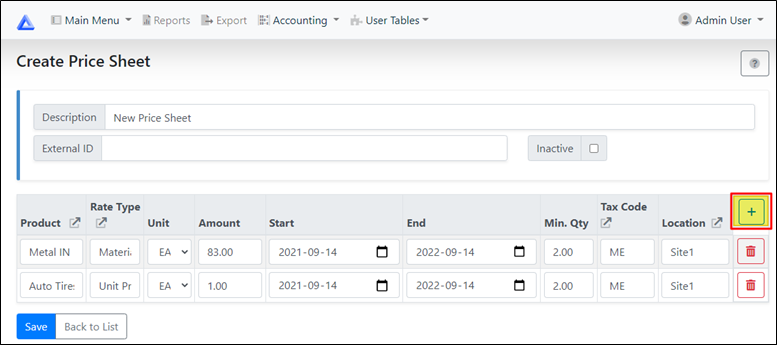 Main Menu Reports Export Accounting User Tables Admin User
Create Price Sheet
?
Description New Price Sheet
External ID Inactive
Product Rate Type Unit Amount Start End Min. Qty Tax Code Location +
Metal IN Materi EA 83.00 2021-09-14 2022-09-14 2.00 ME Site1
Auto Tire Unit Pr EA 1.00 2021-09-14 2022-09-14 2.00 ME Site1
Save Back to List